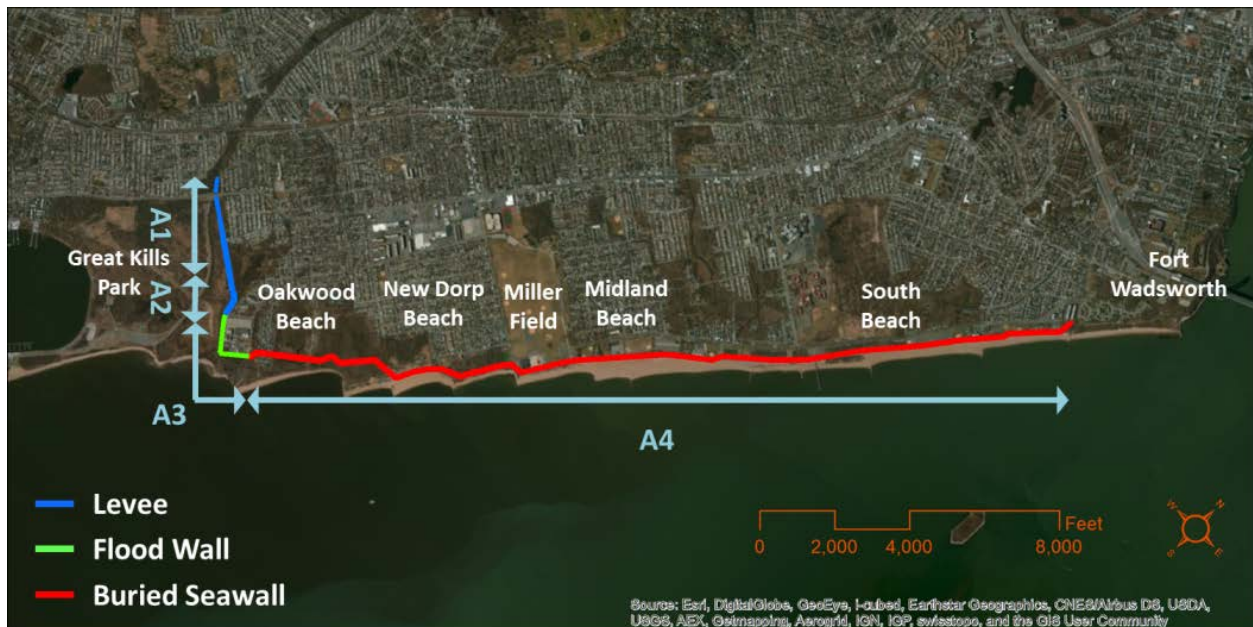 A1
A2
Great Kills
Park
Oakwood
Beach
New Dorp
Beach
Miller
Field
Midland
Beach
South
Beach
Fort
Wadsworth
A3
A4
Levee
Flood Wall
Buried Seawall
Feet
0 2,000 4,000 8,000
W N
S E
Source: Esri, DigitalGlobe, GeoEye, i-cubed, Earthstar Geographics, CNES/Airbus DS, USDA,
USGS, AEX, Getmapping, Aerogrid, IGN, IGP, swisstopo, and the GIS User Community